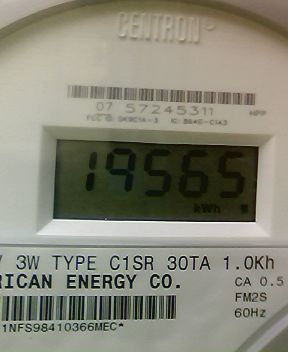 CENTRON
07 57245311
19565
kWh
3W TYPE C1SR 30TA 1.0Kh
RICAN ENERGY CO.
CA 0.5
FM2S
60Hz
1NFS98410366MEC*